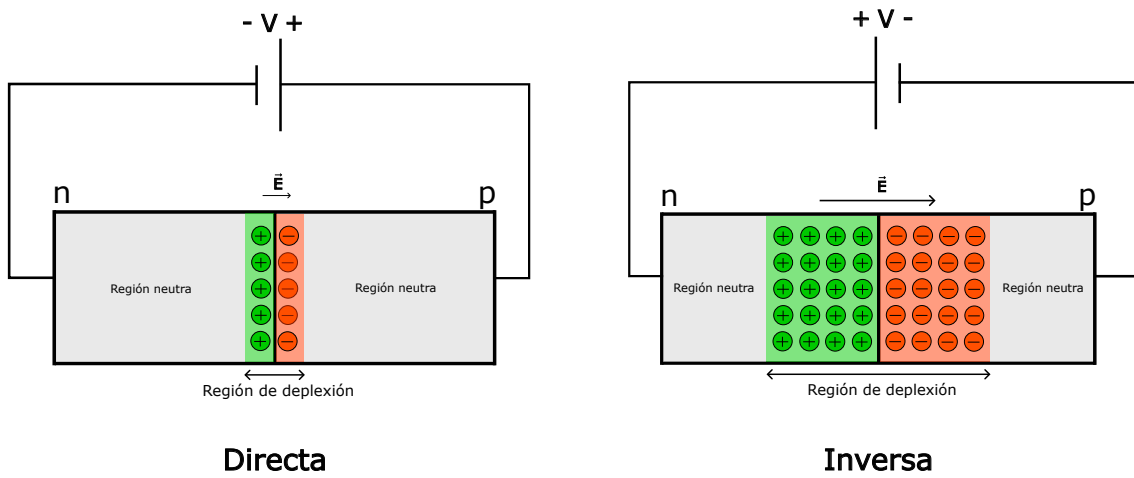 - V +
E
n
p
Región neutra
Región neutra
Región de deplexión
Directa
+ V -
E
n
p
Región neutra
Región neutra
Región de deplexión
Inversa